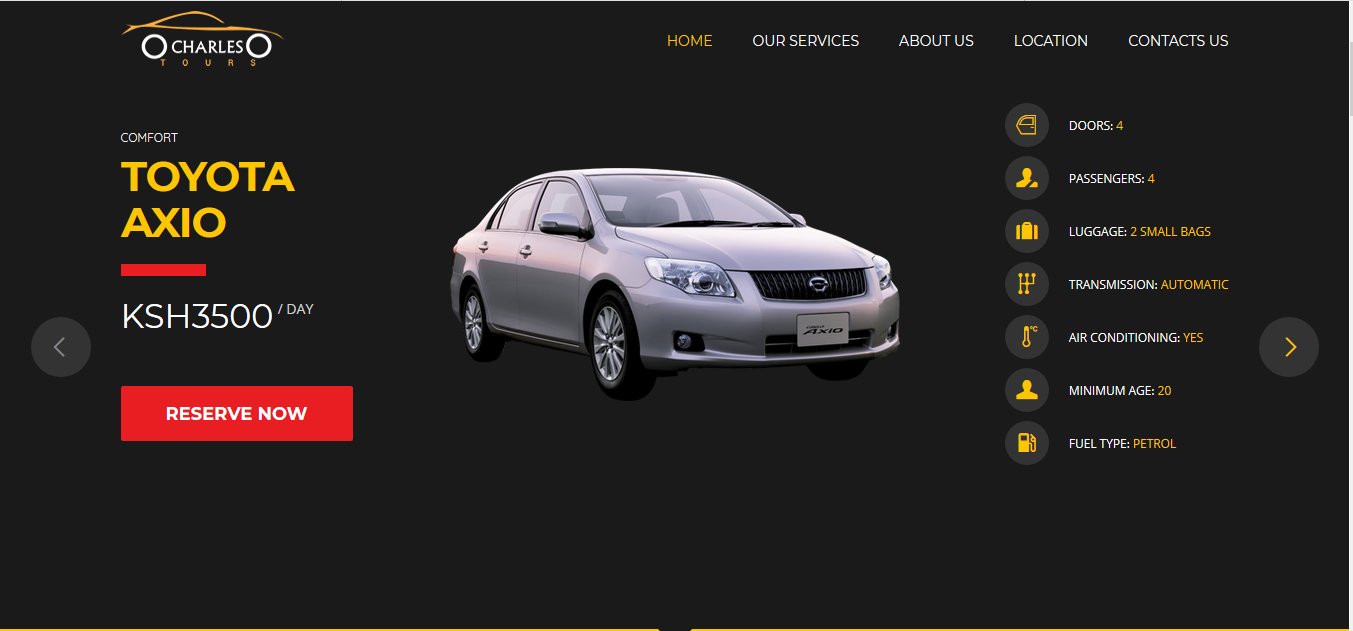 CHARLES
TOURS
HOME
OUR SERVICES
ABOUT US
LOCATION
CONTACTS US
COMFORT
TOYOTA
AXIO
KSH3500 / DAY
RESERVE NOW
Axio
DOORS: 4
PASSENGERS: 4
LUGGAGE: 2 SMALL BAGS
TRANSMISSION: AUTOMATIC
°C
AIR CONDITIONING: YES
MINIMUM AGE: 20
FUEL TYPE: PETROL